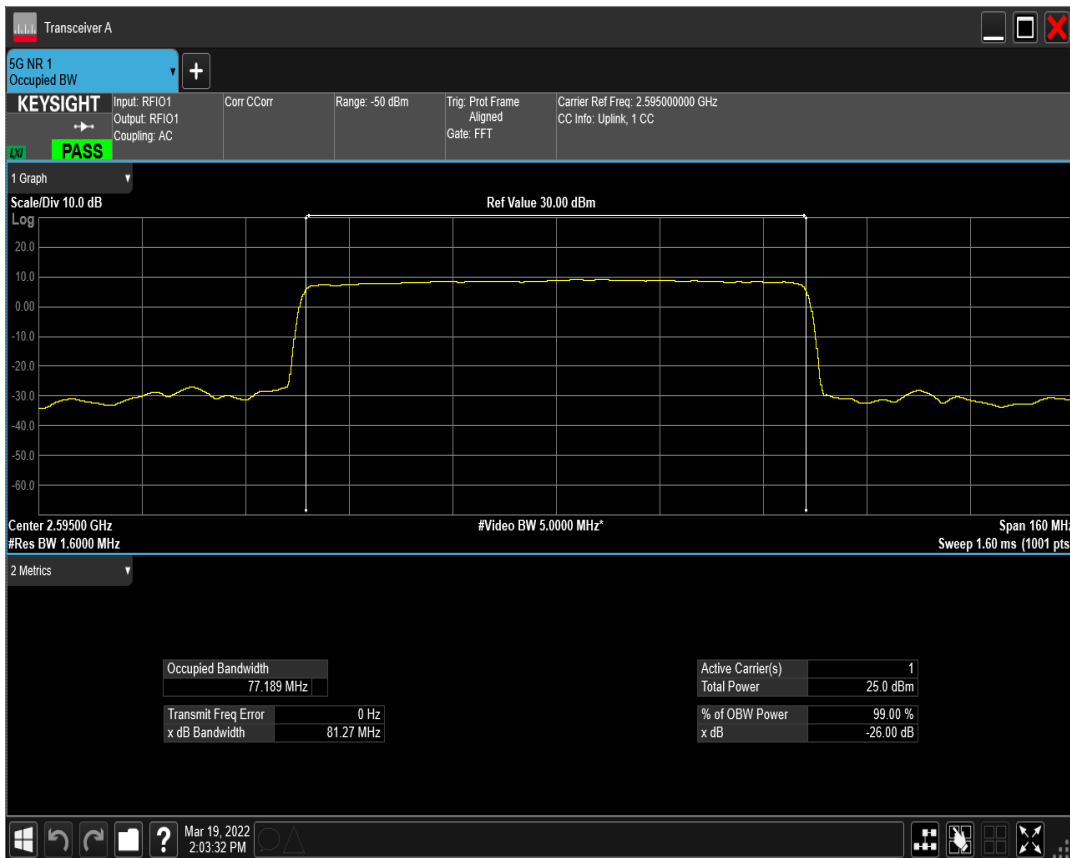 Transceiver A
5G NR 1
Occupied BW
KEYSIGHT
LXI
PASS
Input: RFIO1
Output: RFIO1
Coupling: AC
Corr CCorr
Range: -50 dBm
Trig: Prot Frame
Aligned
Gate: FFT
Carrier Ref Freq: 2.595000000 GHz
CC Info: Uplink, 1 CC
1 Graph
Scale/Div 10.0 dB
Ref Value 30.00 dBm
Log
20.0
10.0
0.00
-10.0
-20.0
-30.0
-40.0
-50.0
-60.0
Center 2.59500 GHz
#Video BW 5.0000 MHz*
Span 160 MHz
#Res BW 1.6000 MHz
Sweep 1.60 ms (1001 pts
2 Metrics
Occupied Bandwidth
77.189 MHz
Transmit Freq Error 0 Hz
x dB Bandwidth 81.27 MHz
Active Carrier(s) 1
Total Power 25.0 dBm
% of OBW Power 99.00 %
x dB -26.00 dB
?
Mar 19, 2022
2:03:32 PM